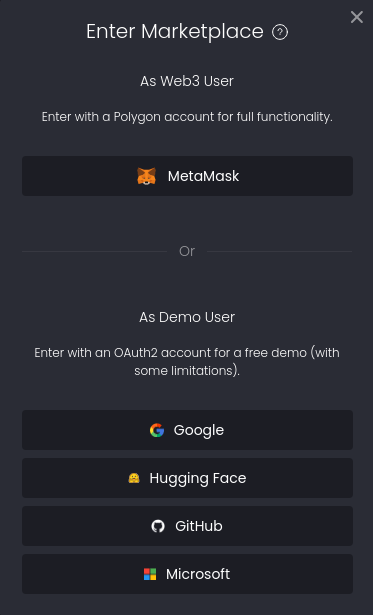 Enter Marketplace ?
As Web3 User
Enter with a Polygon account for full functionality.
MetaMask
Or
As Demo User
Enter with an OAuth2 account for a free demo (with
some limitations).
Google
Hugging Face
GitHub
Microsoft